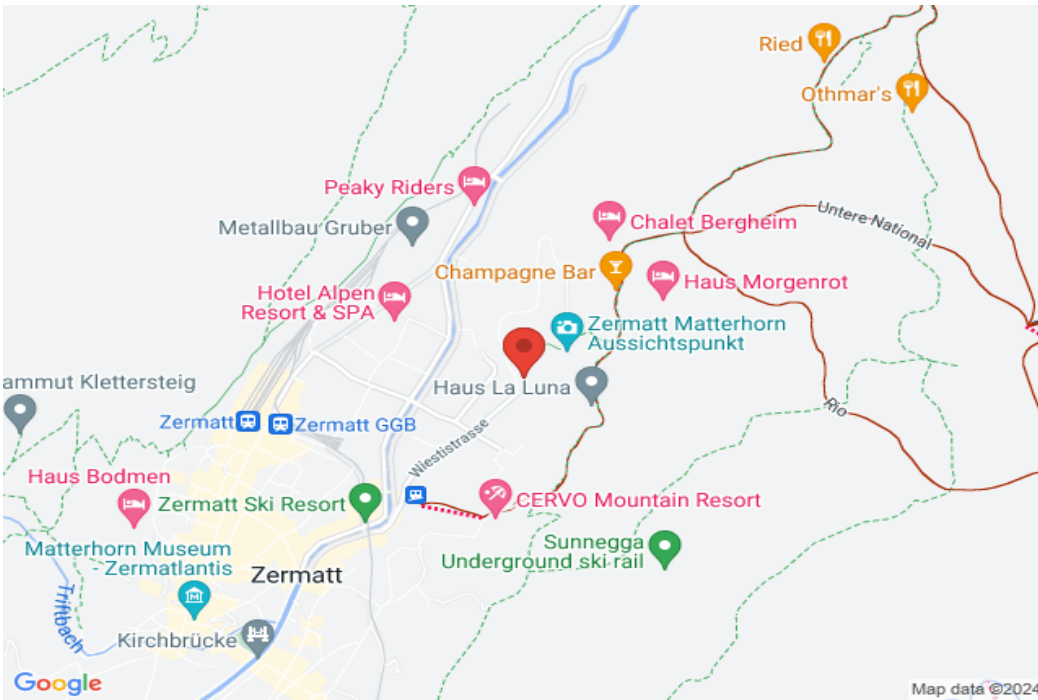 Ried
Othmar's
Peaky Riders
Metallbau Gruber
Chalet Bergheim
Untere National
Champagne Bar
Haus Morgenrot
Hotel Alpen
Resort & SPA
Zermatt Matterhorn
Aussichtspunkt
ammut Klettersteig
Haus La Luna
Rio
Zermatt
Zermatt GGB
Wiestistrasse
Haus Bodmen
Zermatt Ski Resort
CERVO Mountain Resort
Matterhorn Museum
- Zermatlantis
Sunnegga
Underground ski rail
Zermatt
Triftbach
Kirchbrücke
Google
Map data ©2024